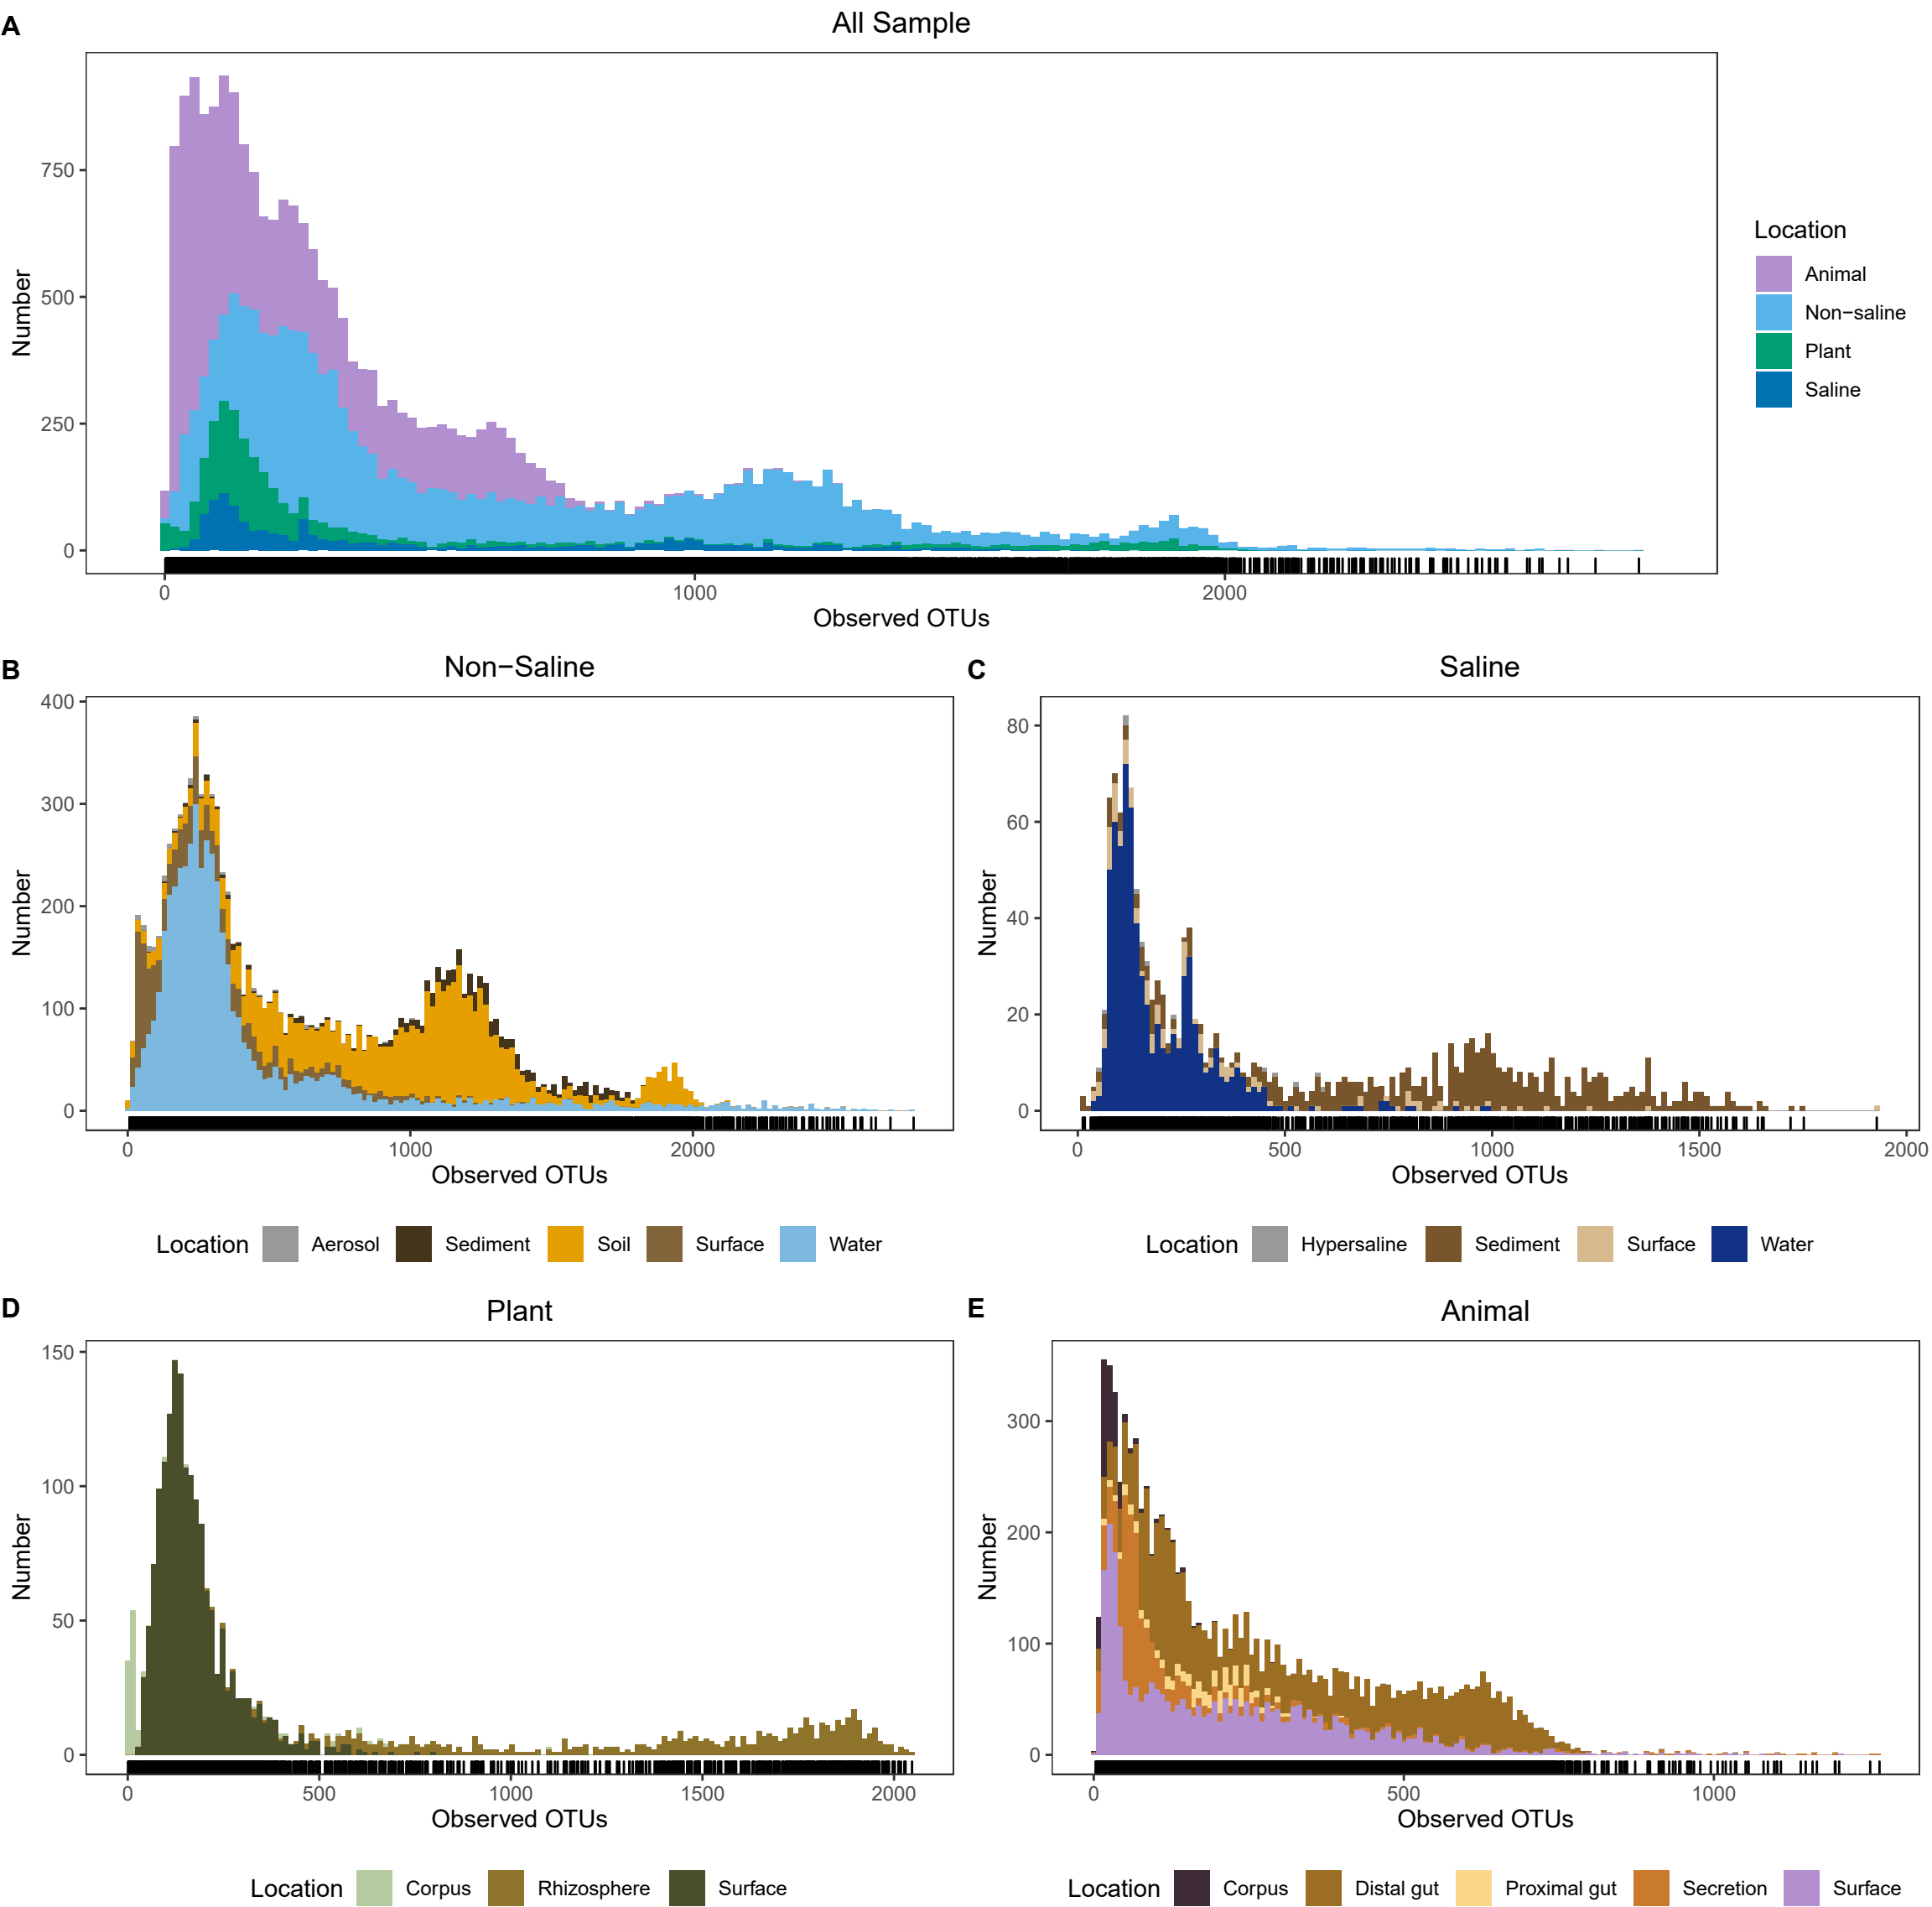 A
All Sample
750
500
250
0
Number
0 1000 2000
Observed OTUs
Location
Animal
Non−saline
Plant
Saline
B
Non−Saline
400
300
200
100
0
Number
0 1000 2000
Observed OTUs
Location Aerosol Sediment Soil Surface Water
C
Saline
80
60
40
20
0
Number
0 500 1000 1500 2000
Observed OTUs
Location Hypersaline Sediment Surface Water
D
Plant
150
100
50
0
Number
0 500 1000 1500 2000
Observed OTUs
Location Corpus Rhizosphere Surface
E
Animal
300
200
100
0
Number
0 500 1000
Observed OTUs
Location Corpus Distal gut Proximal gut Secretion Surface